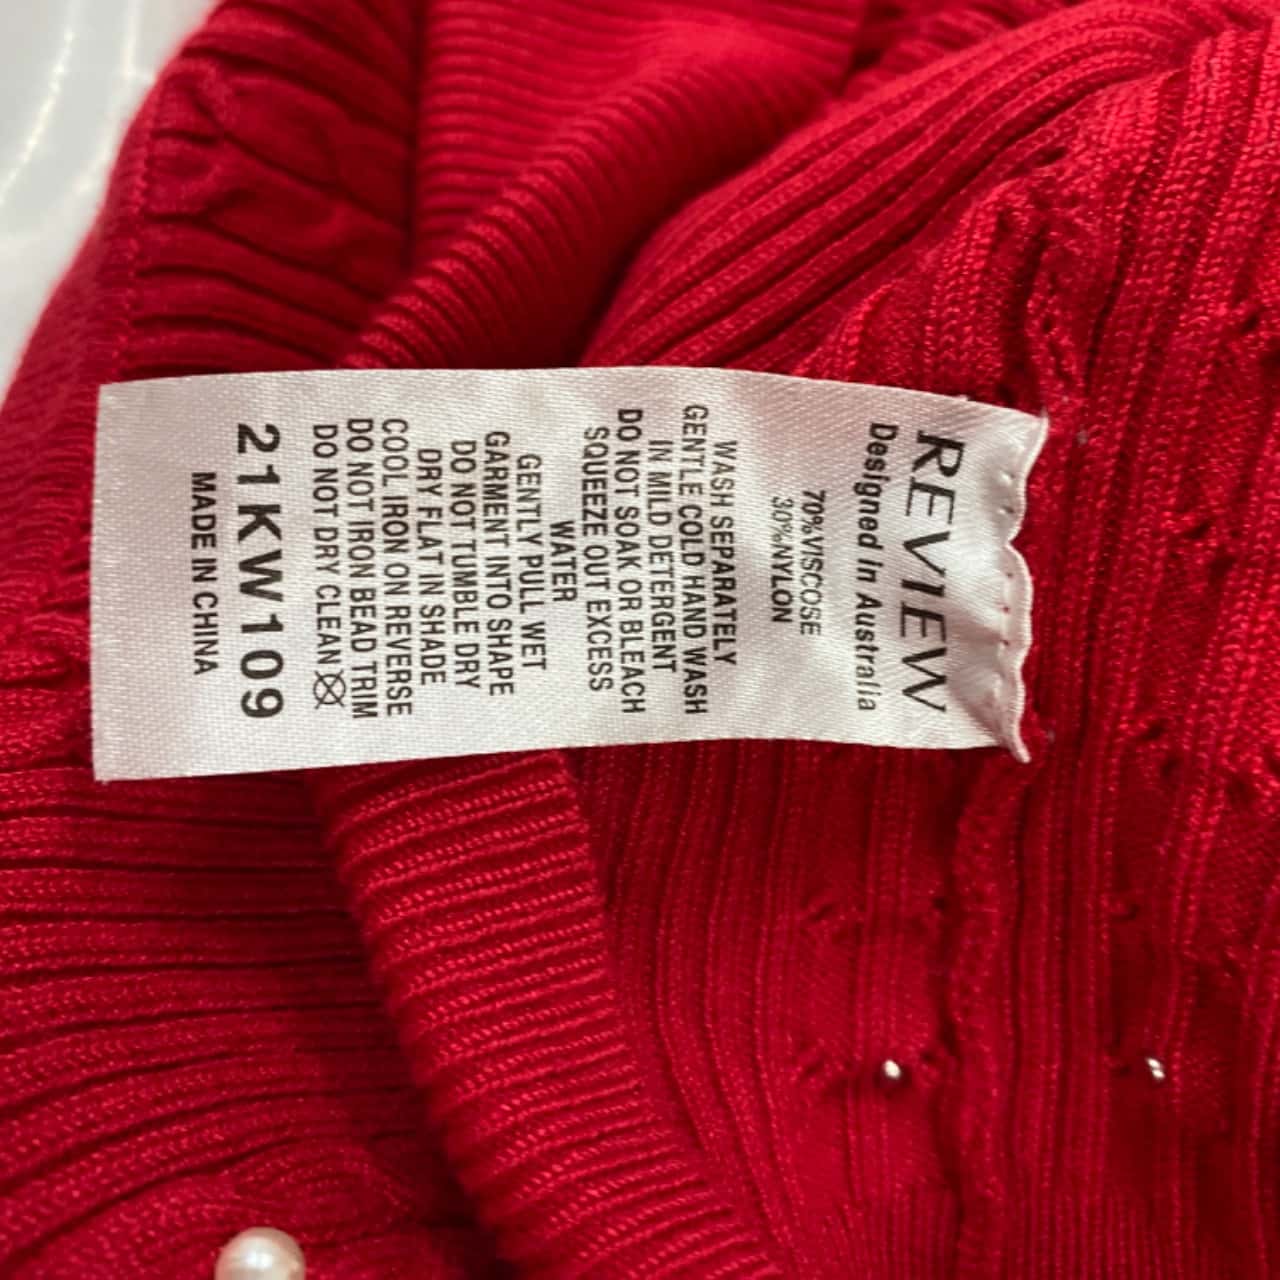 REVIEW
Designed in Australia
70%VISCOSE
30%NYLON
WASH SEPARATELY
GENTLE COLD HAND WASH
IN MILD DETERGENT
DO NOT SOAK OR BLEACH
SQUEEZE OUT EXCESS
WATER
GENTLY PULL WET
GARMENT INTO SHAPE
DO NOT TUMBLE DRY
DRY FLAT IN SHADE
COOL IRON ON REVERSE
DO NOT IRON BEAD TRIM
DO NOT DRY CLEAN
21KW109
MADE IN CHINA